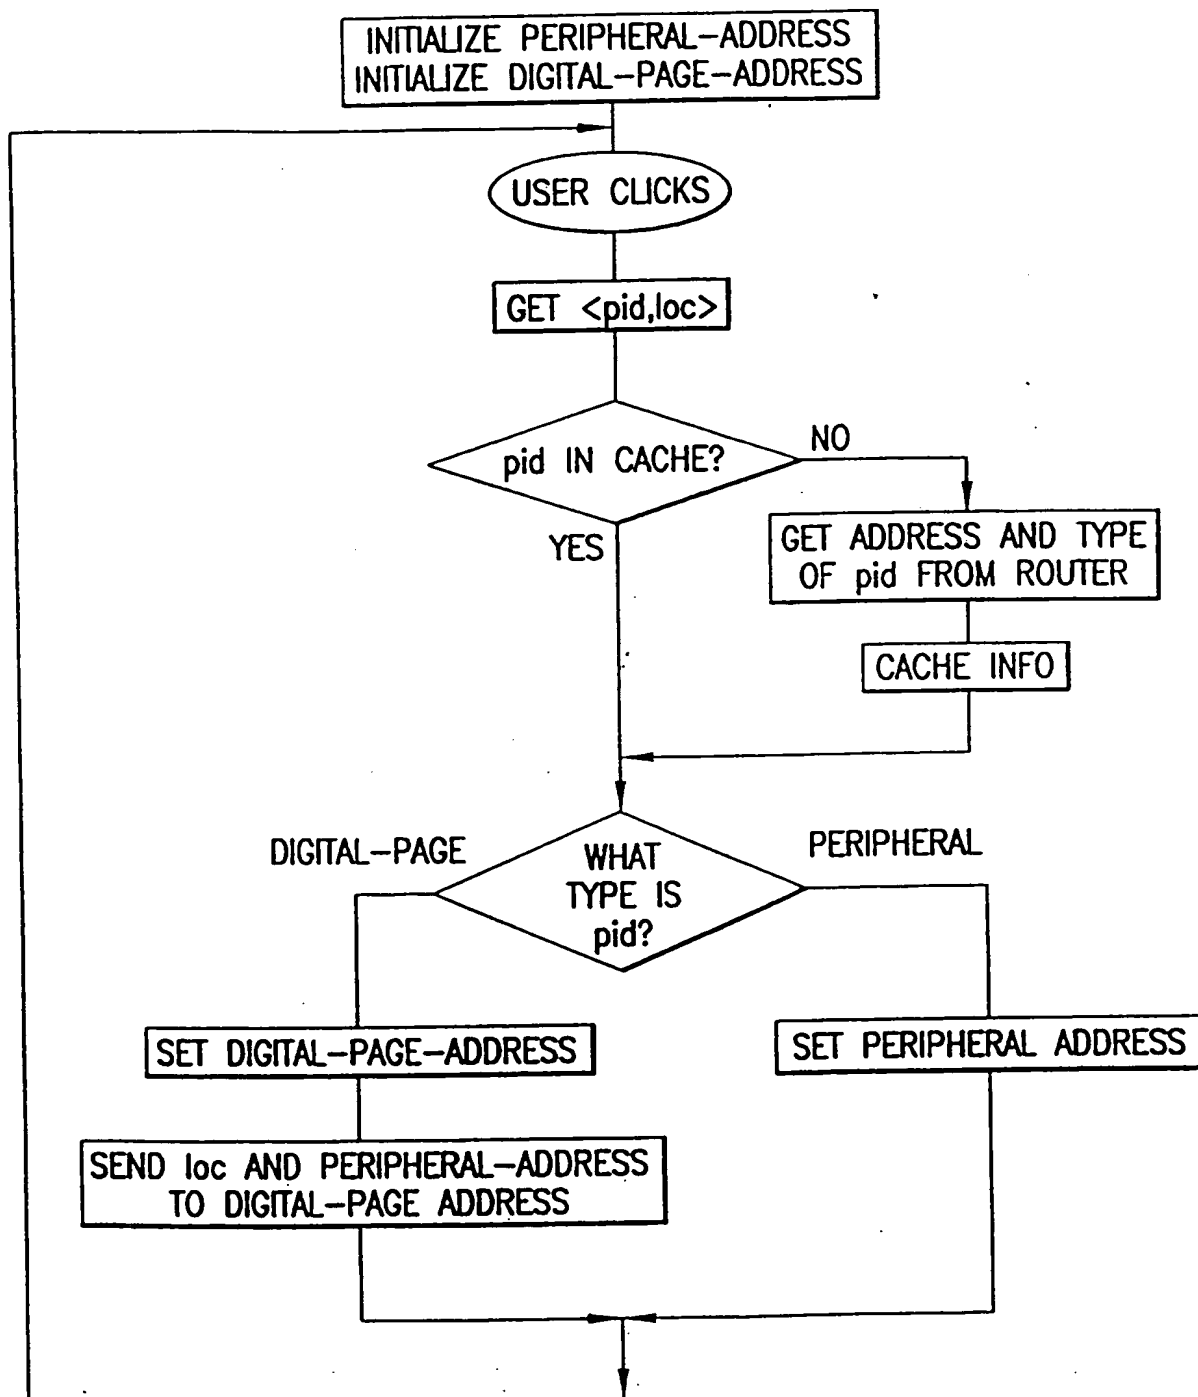 INITIALIZE PERIPHERAL-ADDRESS
INITIALIZE DIGITAL-PAGE-ADDRESS
USER CLICKS
GET <pid,loc>
pid IN CACHE?
NO
YES
GET ADDRESS AND TYPE
OF pid FROM ROUTER
CACHE INFO
DIGITAL-PAGE
WHAT
TYPE IS
pid?
PERIPHERAL
SET DIGITAL-PAGE-ADDRESS
SET PERIPHERAL ADDRESS
SEND loc AND PERIPHERAL-ADDRESS
TO DIGITAL-PAGE ADDRESS